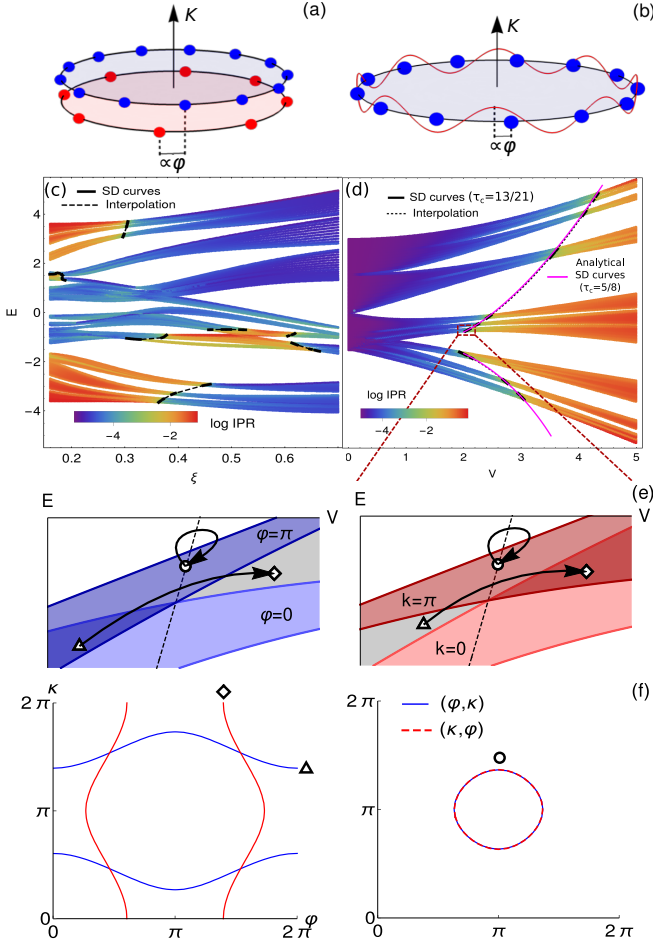 (a)
K
∝φ
(b)
K
∝φ
(c)
SD curves
Interpolation
E
4
2
0
−2
−4
log IPR
−4 −2
0.2 0.3 0.4 0.5 0.6
ξ
(d)
SD curves (τc=13/21)
Interpolation
Analytical
SD curves
(τc=5/8)
log IPR
−4 −2
0 1 2 3 4 5
V
E
V
φ=π
φ=0
(e)
E
V
k=π
k=0
κ
2π
π
0
π
2π
φ
(f)
2π
(φ,κ)
(κ,φ)
π
0
π
2π